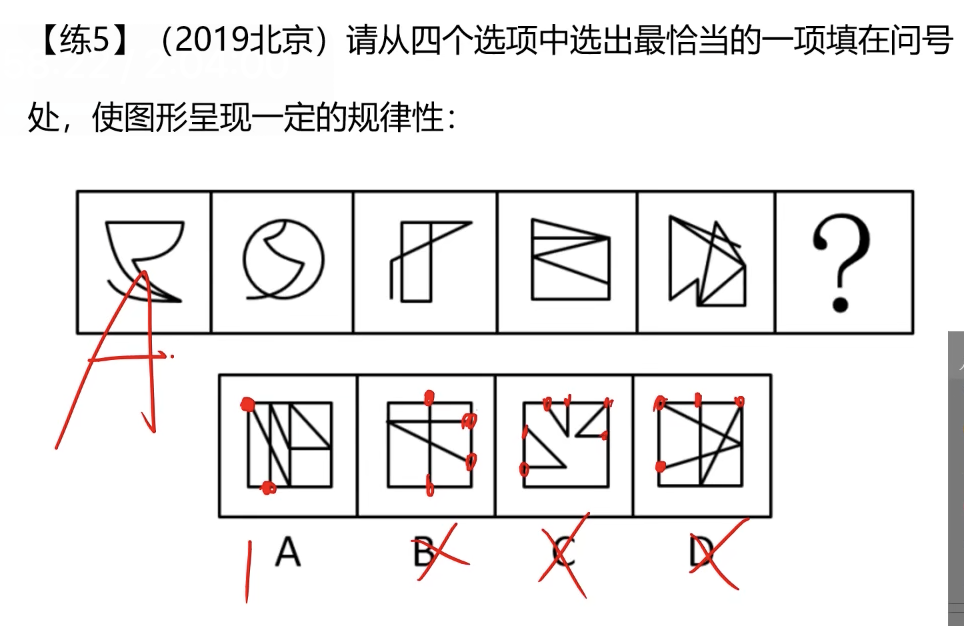 【练5】（2019北京）请从四个选项中选出最恰当的一项填在问号
处，使图形呈现一定的规律性：
?
A
A B C D